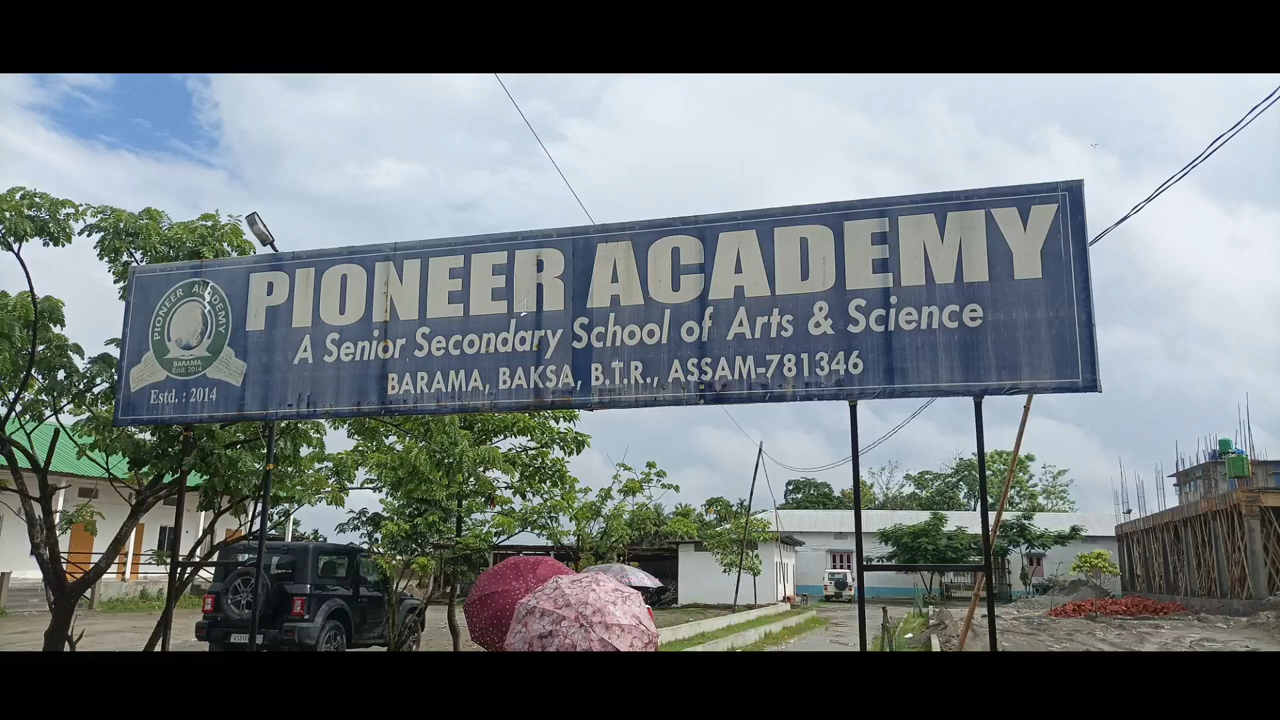 PIONEER ACADEMY
A Senior Secondary School of Arts & Science
BARAMA, BAKSA, B.T.R., ASSAM-781346
PIONEER ACADEMY
BARAMA
Estd: 2014
Estd. : 2014